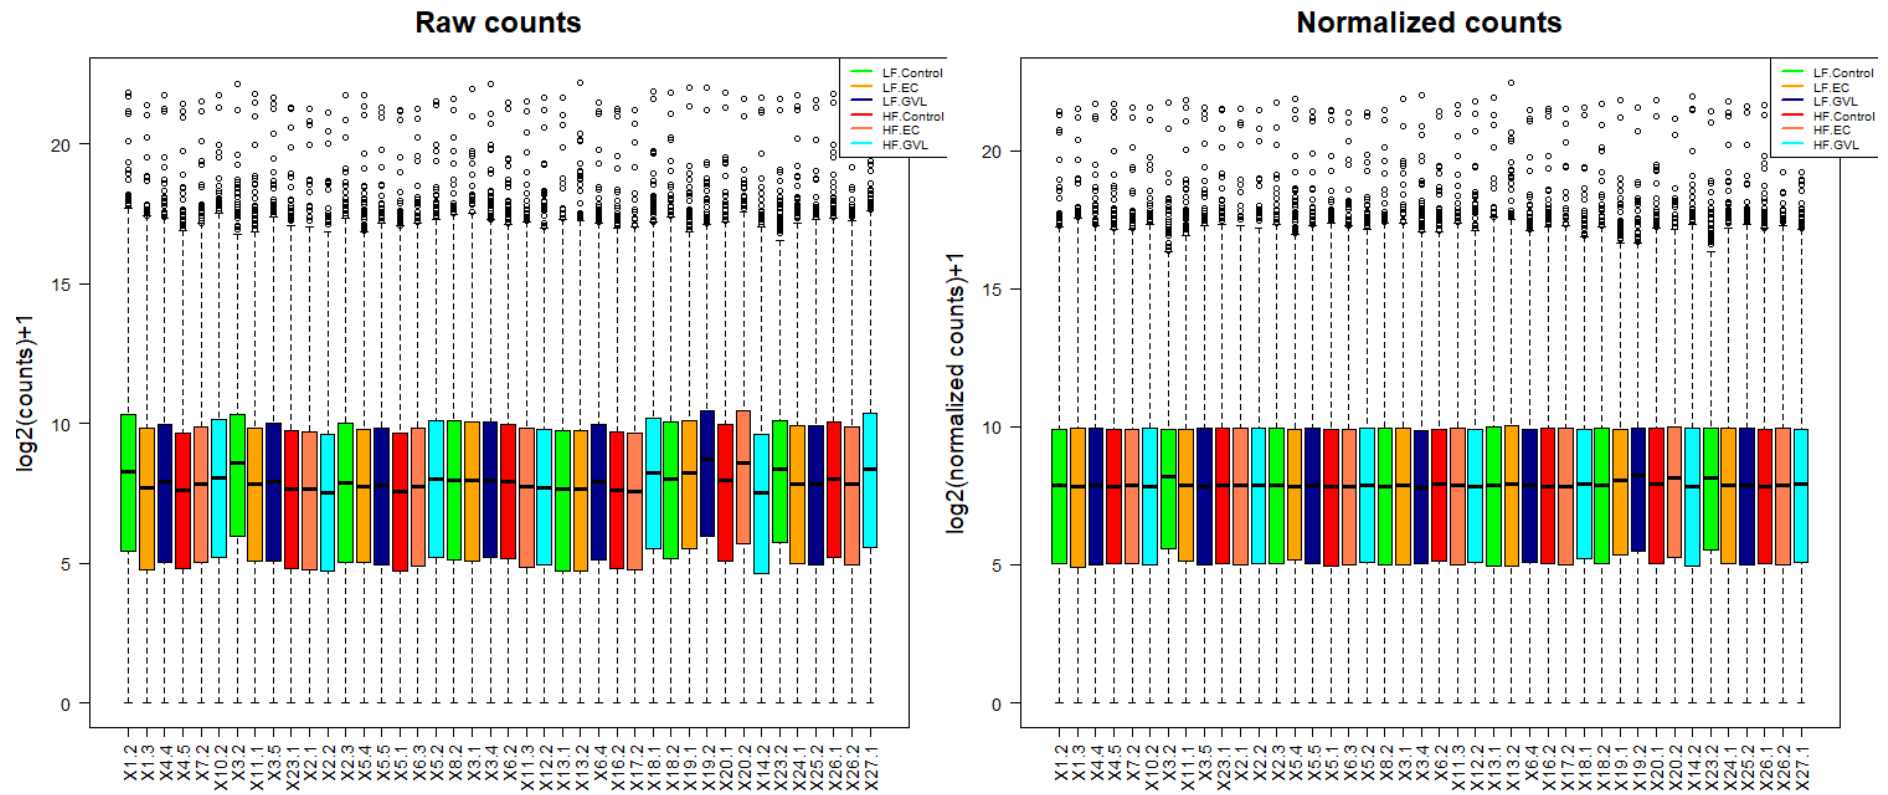 Raw counts
LF.Control
LF.EC
LF.GVL
HF.Control
HF.EC
HF.GVL
log2(counts)+1
20
15
10
5
0
X1.2
X1.3
X4.4
X4.5
X7.2
X10.2
X3.2
X11.1
X3.5
X23.1
X2.1
X2.2
X2.3
X5.4
X5.5
X5.1
X6.3
X5.2
X8.2
X3.1
X3.4
X6.2
X11.3
X12.2
X13.1
X13.2
X6.4
X16.2
X17.2
X18.1
X18.2
X19.1
X19.2
X20.1
X20.2
X14.2
X23.2
X24.1
X25.2
X26.1
X26.2
X27.1
Normalized counts
LF.Control
LF.EC
LF.GVL
HF.Control
HF.EC
HF.GVL
log2(normalized counts)+1
20
15
10
5
0
X1.2
X1.3
X4.4
X4.5
X7.2
X10.2
X3.2
X11.1
X3.5
X23.1
X2.1
X2.2
X2.3
X5.4
X5.5
X5.1
X6.3
X5.2
X8.2
X3.1
X3.4
X6.2
X11.3
X12.2
X13.1
X13.2
X6.4
X16.2
X17.2
X18.1
X18.2
X19.1
X19.2
X20.1
X20.2
X14.2
X23.2
X24.1
X25.2
X26.1
X26.2
X27.1